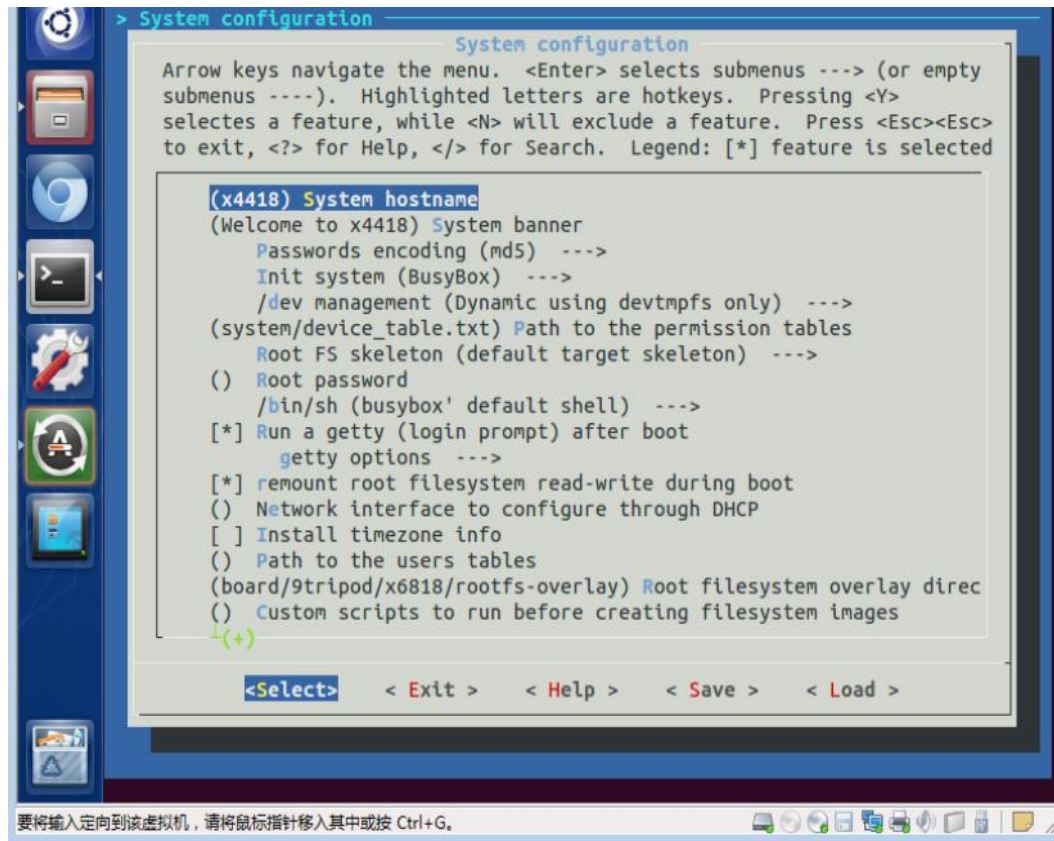 > System configuration
System configuration
Arrow keys navigate the menu.  <Enter> selects submenus ---> (or empty
submenus ----).  Highlighted letters are hotkeys.  Pressing <Y>
selectes a feature, while <N> will exclude a feature.  Press <Esc><Esc>
to exit, <?> for Help, </> for Search.  Legend: [*] feature is selected
(x4418) System hostname
(Welcome to x4418) System banner
Passwords encoding (md5)  --->
Init system (BusyBox)  --->
/dev management (Dynamic using devtmpfs only)  --->
(system/device_table.txt) Path to the permission tables
Root FS skeleton (default target skeleton)  --->
()  Root password
/bin/sh (busybox' default shell)  --->
[*] Run a getty (login prompt) after boot
getty options  --->
[*] remount root filesystem read-write during boot
()  Network interface to configure through DHCP
[ ] Install timezone info
()  Path to the users tables
(board/9tripod/x6818/rootfs-overlay) Root filesystem overlay direc
()  Custom scripts to run before creating filesystem images
(+)
<Select>    < Exit >    < Help >    < Save >    < Load >
要将输入定向到该虚拟机，请将鼠标指针移入其中或按 Ctrl+G。